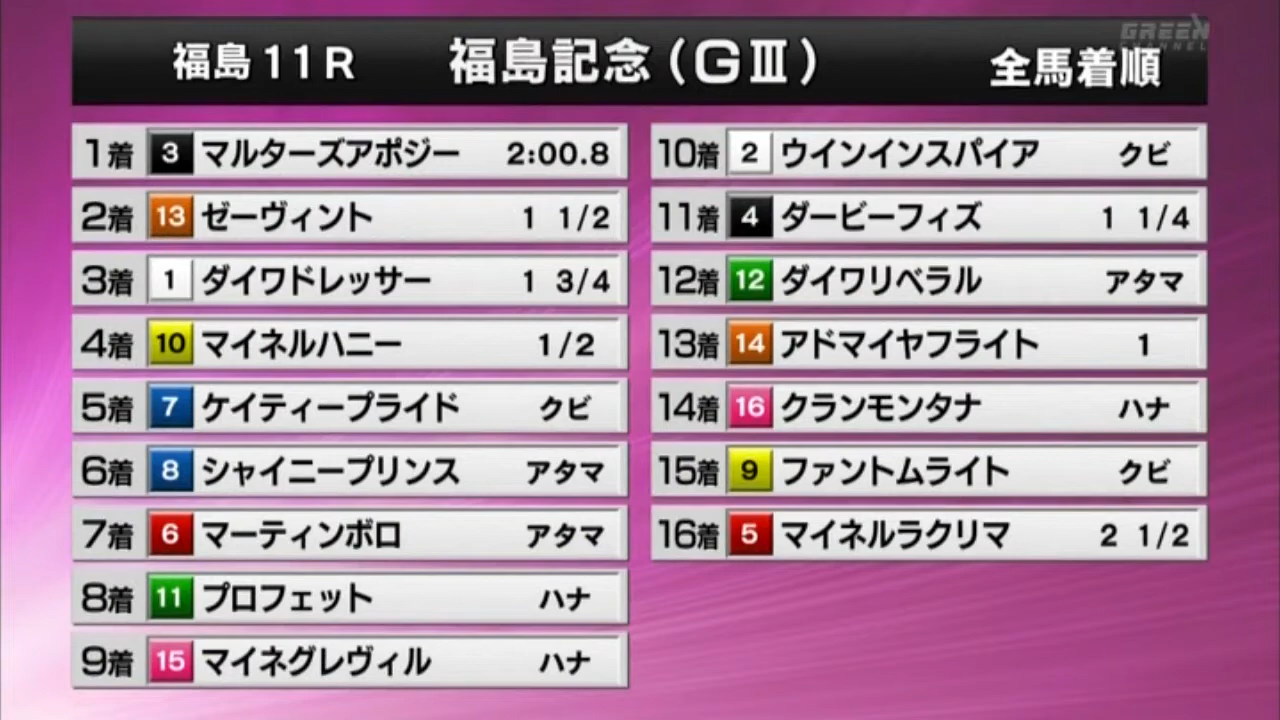 福島11R 福島記念(GⅢ) 全馬着順
GREEN CHANNEL
1着 3 マルターズアポジー 2:00.8
2着 13 ゼーヴィント 1 1/2
3着 1 ダイワドレッサー 1 3/4
4着 10 マイネルハニー 1/2
5着 7 ケイティープライド クビ
6着 8 シャイニープリンス アタマ
7着 6 マーティンボロ アタマ
8着 11 プロフェット ハナ
9着 15 マイネグレヴィル ハナ
10着 2 ウインインスパイア クビ
11着 4 ダービーフィズ 1 1/4
12着 12 ダイワリベラル アタマ
13着 14 アドマイヤフライト 1
14着 16 クランモンタナ ハナ
15着 9 ファントムライト クビ
16着 5 マイネルラクリマ 2 1/2